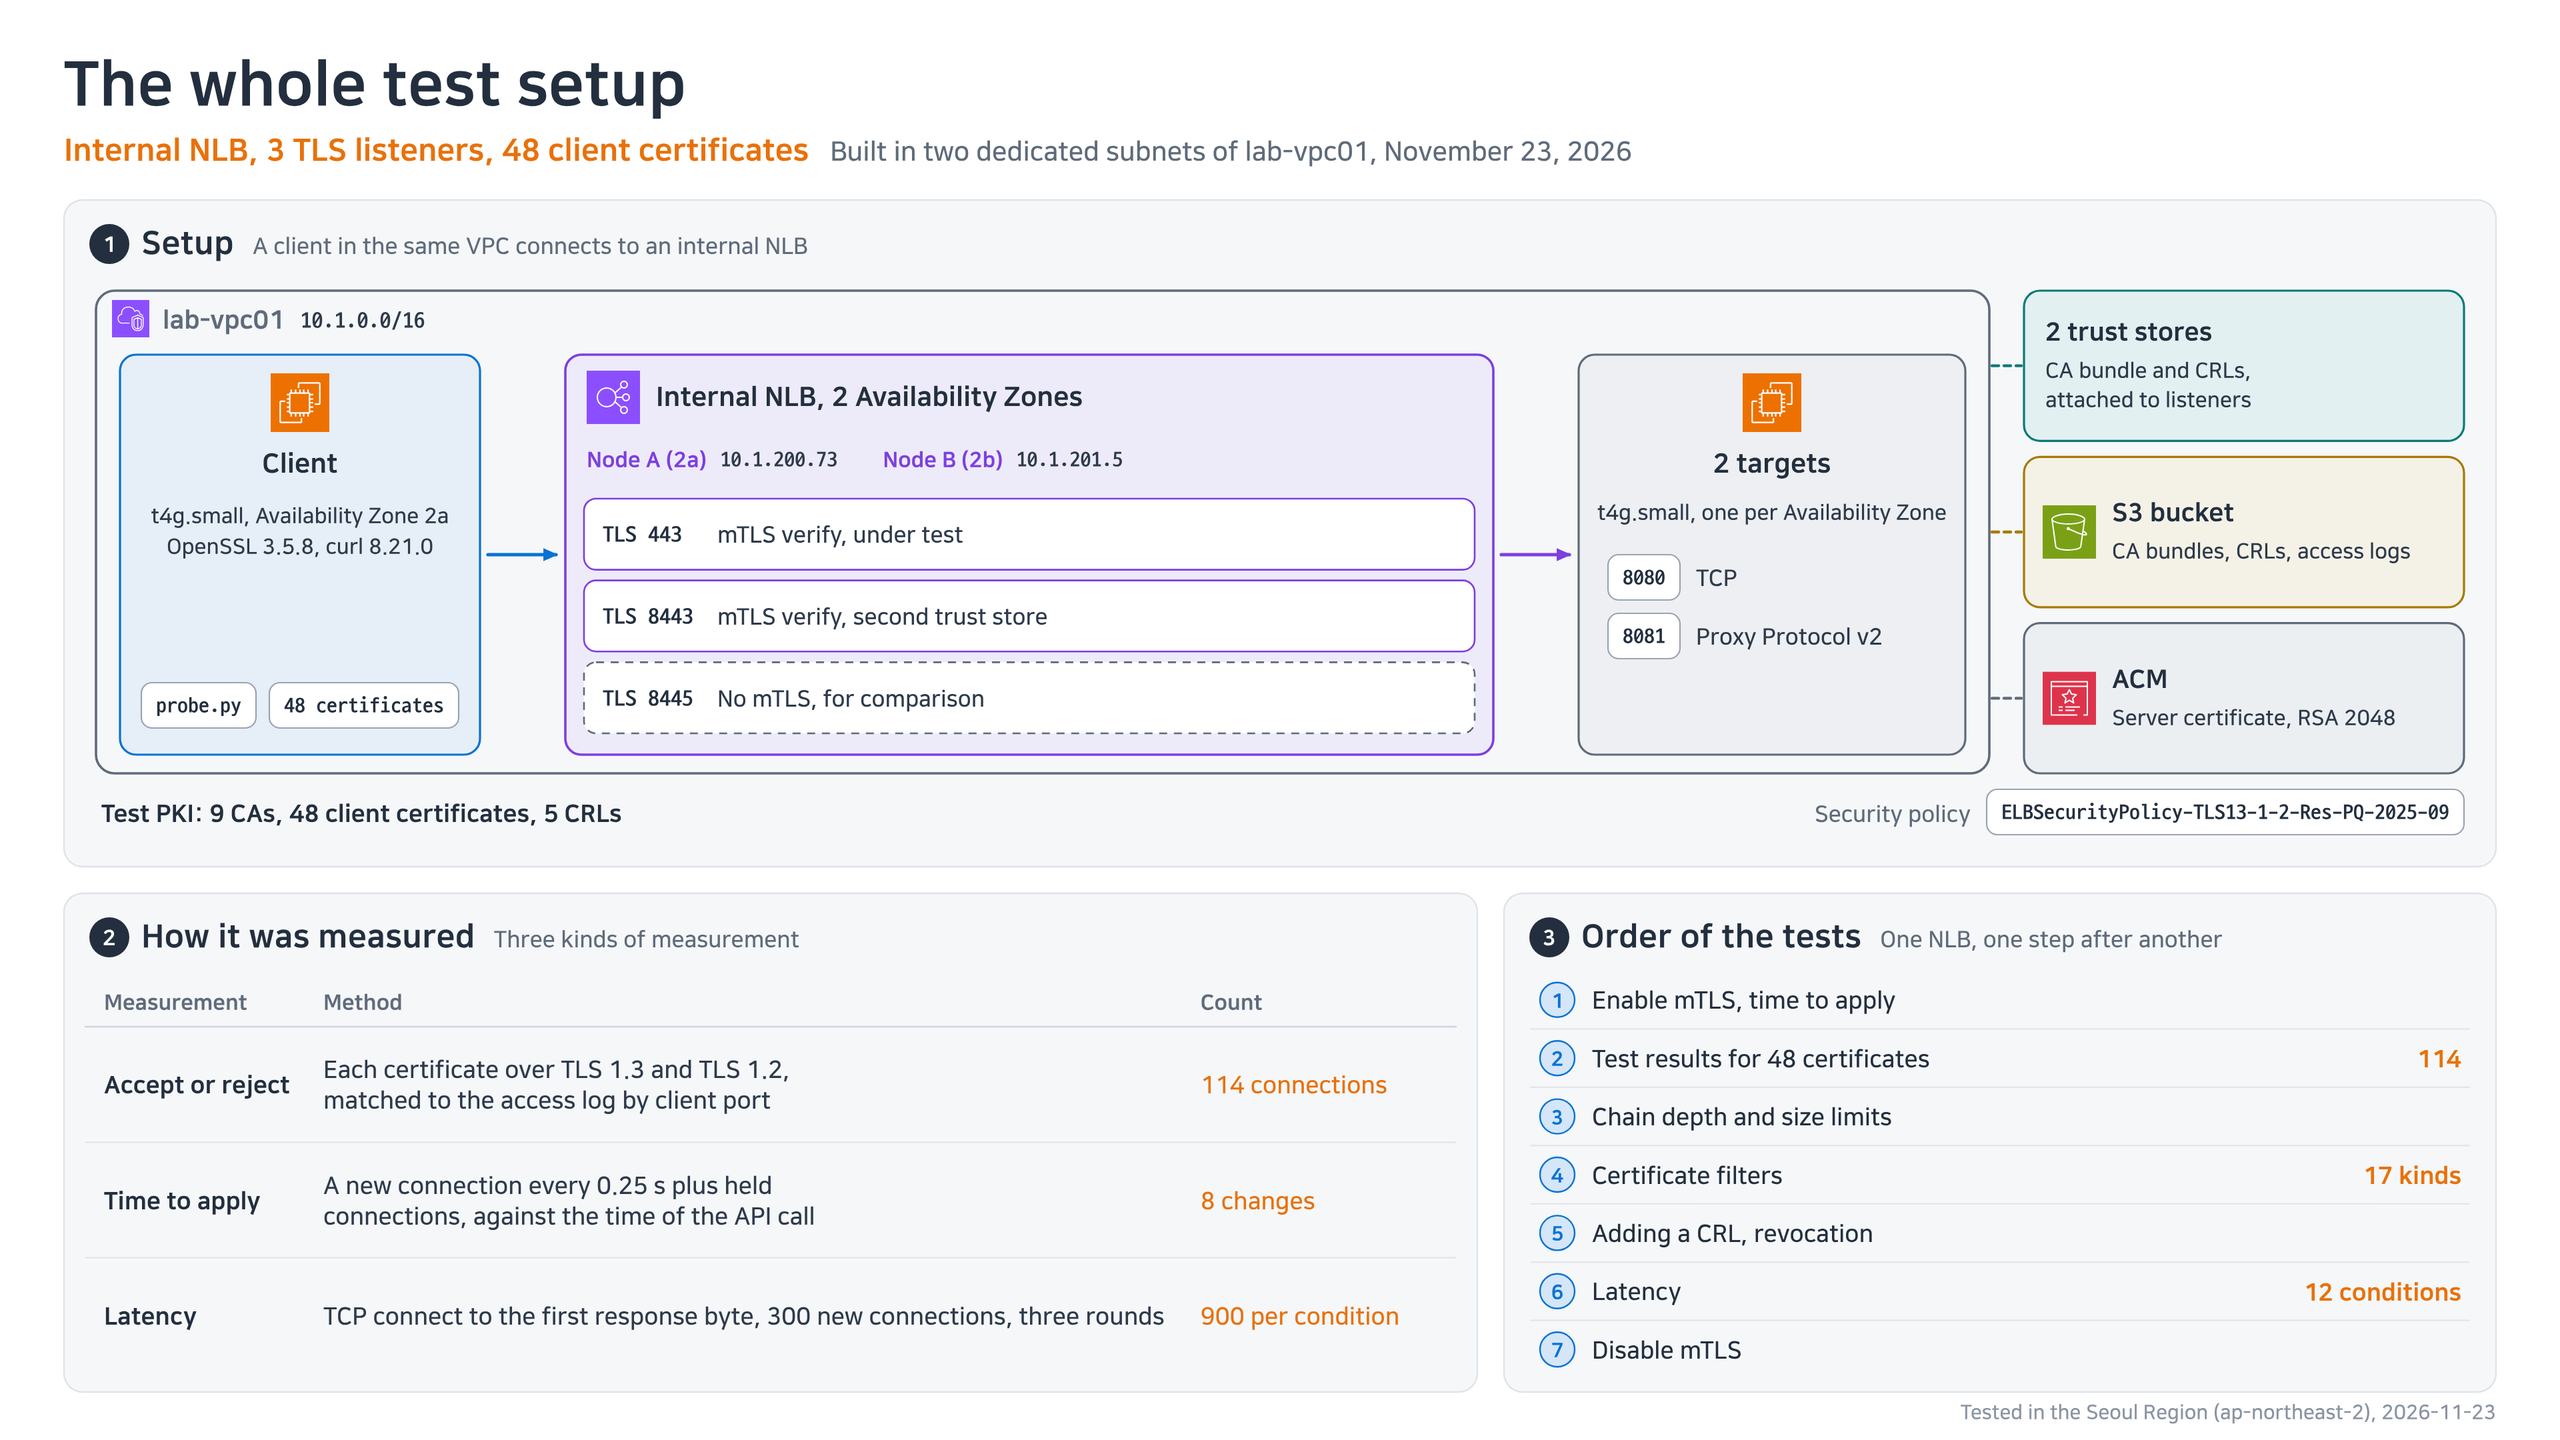 The whole test setup
Internal NLB, 3 TLS listeners, 48 client certificates Built in two dedicated subnets of lab-vpc01, November 23, 2026
1 Setup A client in the same VPC connects to an internal NLB
lab-vpc01 10.1.0.0/16
Client
t4g.small, Availability Zone 2a
OpenSSL 3.5.8, curl 8.21.0
probe.py 48 certificates
Internal NLB, 2 Availability Zones
Node A (2a) 10.1.200.73 Node B (2b) 10.1.201.5
TLS 443 mTLS verify, under test
TLS 8443 mTLS verify, second trust store
TLS 8445 No mTLS, for comparison
2 targets
t4g.small, one per Availability Zone
8080 TCP
8081 Proxy Protocol v2
2 trust stores
CA bundle and CRLs,
attached to listeners
S3 bucket
CA bundles, CRLs, access logs
ACM
Server certificate, RSA 2048
Test PKI: 9 CAs, 48 client certificates, 5 CRLs
Security policy ELBSecurityPolicy-TLS13-1-2-Res-PQ-2025-09
2 How it was measured Three kinds of measurement
Measurement Method Count
Accept or reject Each certificate over TLS 1.3 and TLS 1.2,
matched to the access log by client port
114 connections
Time to apply A new connection every 0.25 s plus held
connections, against the time of the API call
8 changes
Latency TCP connect to the first response byte, 300 new connections, three rounds 900 per condition
3 Order of the tests One NLB, one step after another
1 Enable mTLS, time to apply
2 Test results for 48 certificates 114
3 Chain depth and size limits
4 Certificate filters 17 kinds
5 Adding a CRL, revocation
6 Latency 12 conditions
7 Disable mTLS
Tested in the Seoul Region (ap-northeast-2), 2026-11-23